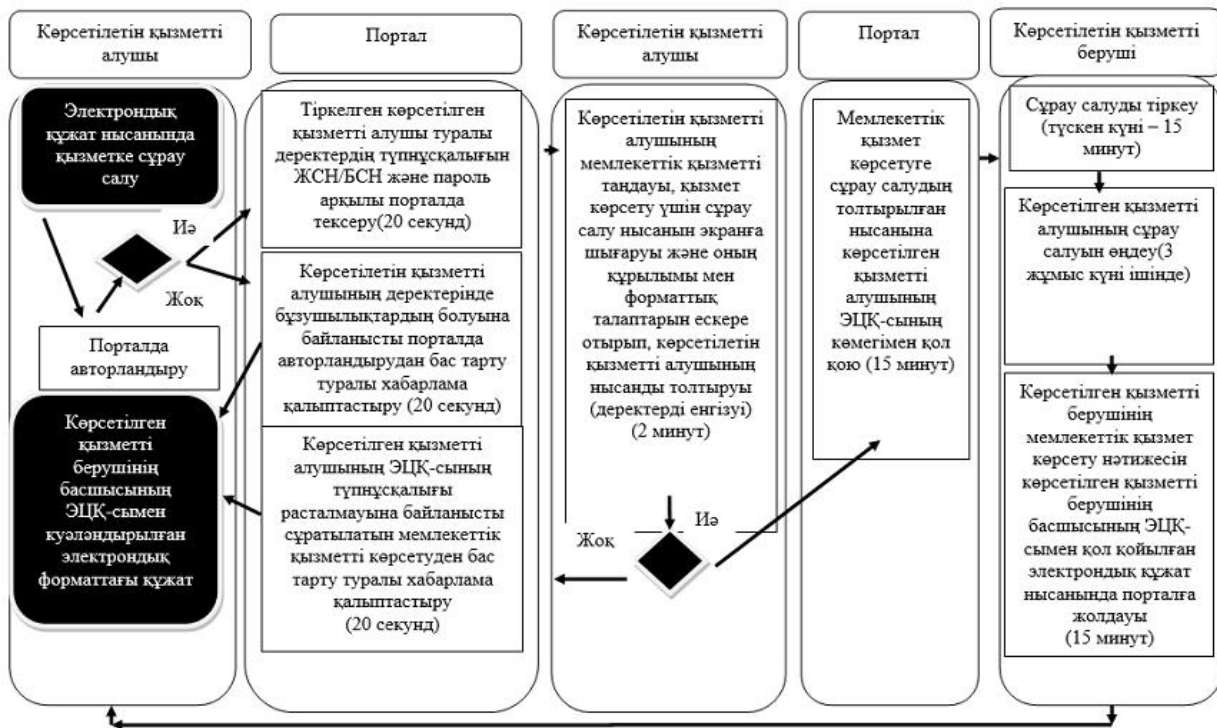 Көрсетілетін қызметті
алушы
Портал
Көрсетілетін қызметті
алушы
Портал
Көрсетілетін қызметті
беруші
Электрондық
құжат нысанында
қызметке сұрау
салу
Иә
Жоқ
Порталда
авторландыру
Көрсетілген
қызметті
берушінің
басшысының
ЭЦҚ-сымен
куәләндырылған
электрондық
форматтағы құжат
Тіркелген көрсетілген
қызметті алушы туралы
деректердің түпнұсқалығын
ЖСН/БСН және пароль
арқылы порталда
тексеру(20 секунд)
Көрсетілетін қызметті
алушының деректерінде
бұзушылықтардың болуына
байланысты порталда
авторландырудан бас тарту
туралы хабарлама
қалыптастыру (20 секунд)
Көрсетілген қызметті
алушының ЭЦҚ-сының
түпнұсқалығы
расталмауына байланысты
сұратылатын мемлекеттік
қызметті көрсетуден бас
тарту туралы хабарлама
қалыптастыру
(20 секунд)
Көрсетілетін қызметті
алушының
мемлекеттік қызметті
таңдауы, қызмет
көрсету үшін сұрау
салу нысанын экранға
шығаруы және оның
құрылымы мен
форматтық
талаптарын ескере
отырып, көрсетілетін
қызметті алушының
нысанды толтыруы
(деректерді енгізуі)
(2 минут)
Иә
Жоқ
Мемлекеттік
қызмет
көрсетуге
сұрау салудың
толтырылған
нысанына
көрсетілген
қызметті
алушының
ЭЦҚ-сының
көмегімен қол
қою (15 минут)
Сұрау салуды тіркеу
(түскен күні – 15
минут)
Көрсетілген қызметті
алушының сұрау
салуын өңдеу(3
жұмыс күні ішінде)
Көрсетілген қызметті
берушінің
мемлекеттік қызмет
көрсету нәтижесін
көрсетілген қызметті
берушінің
басшысының ЭЦҚ-
сымен қол қойылған
электрондық құжат
нысанында порталға
жолдауы
(15 минут)